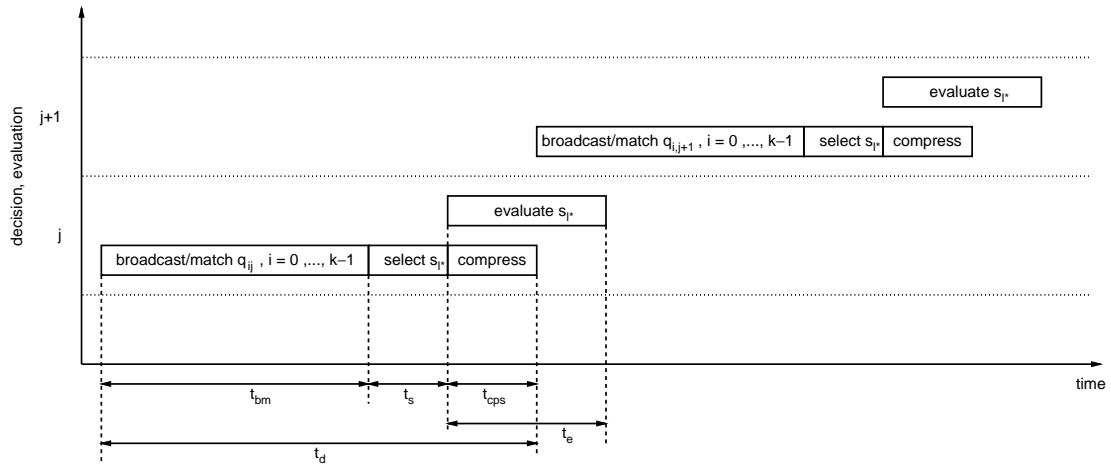 evaluate s_l*
j+1
broadcast/match q_i,j+1 , i = 0 ,..., k−1
select s_l*
compress
decision, evaluation
evaluate s_l*
j
broadcast/match q_ij , i = 0 ,..., k−1
select s_l*
compress
time
t_bm
t_s
t_cps
t_e
t_d